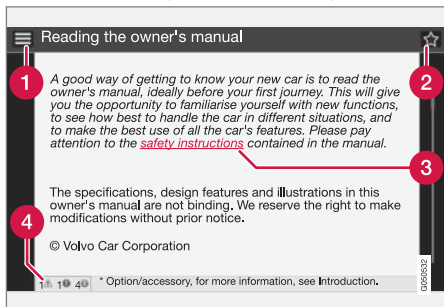 Reading the owner's manual
1
2
A good way of getting to know your new car is to read the
owner's manual, ideally before your first journey. This will give
you the opportunity to familiarise yourself with new functions,
to see how best to handle the car in different situations, and
to make the best use of all the car's features. Please pay
attention to the safety instructions contained in the manual.
3
The specifications, design features and illustrations in this
owner's manual are not binding. We reserve the right to make
modifications without prior notice.
4
© Volvo Car Corporation
1 1 4 * Option/accessory, for more information, see Introduction.
G050532